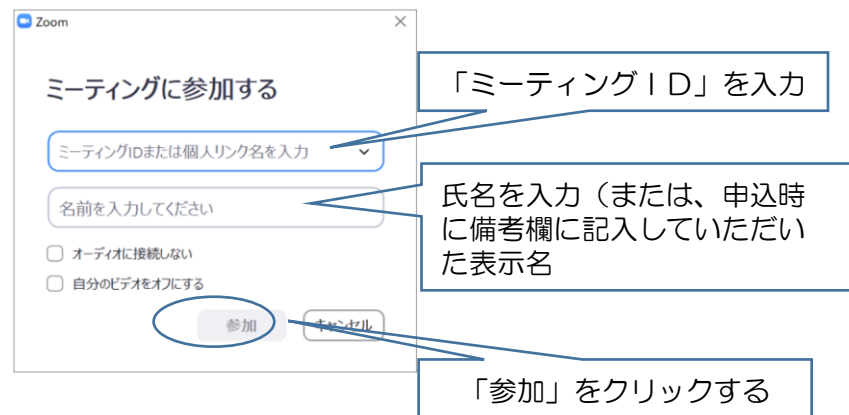 Zoom
ミーティングに参加する
「ミーティングＩＤ」を入力
ミーティングIDまたは個人リンク名を入力
氏名を入力（または、申込時
に備考欄に記入していただい
た表示名
名前を入力してください
オーディオに接続しない
自分のビデオをオフにする
参加
キャンセル
「参加」をクリックする